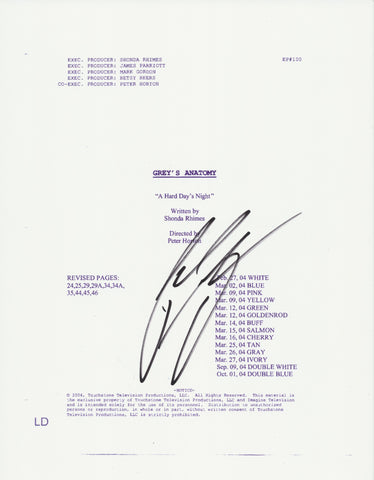 EXEC. PRODUCER: SHONDA RHIMES
EP#100
EXEC. PRODUCER: JAMES PARRIOTT
EXEC. PRODUCER: MARK GORDON
EXEC. PRODUCER: BETSY BEERS
CO-EXEC. PRODUCER: PETER HORTON
GREY'S ANATOMY
"A Hard Day's Night"
Written by
Shonda Rhimes
Directed by
Peter Horton
REVISED PAGES:
24,25,29,29A,34,34A,
35,44,45,46
Feb. 27, 04 WHITE
Mar. 02, 04 BLUE
Mar. 09, 04 PINK
Mar. 09, 04 YELLOW
Mar. 12, 04 GREEN
Mar. 12, 04 GOLDENROD
Mar. 14, 04 BUFF
Mar. 15, 04 SALMON
Mar. 16, 04 CHERRY
Mar. 25, 04 TAN
Mar. 26, 04 GRAY
Mar. 27, 04 IVORY
Sep. 09, 04 DOUBLE WHITE
Oct. 01, 04 DOUBLE BLUE
-NOTICE-
© 2004, Touchstone Television Productions, LLC. All Rights Reserved. This material is
the exclusive property of Touchstone Television Productions, LLC and Imagine Television
and is intended solely for the use of its personnel. Distribution to unauthorized
persons or reproduction, in whole or in part, without written consent of Touchstone
Television Productions, LLC is strictly prohibited.
LD